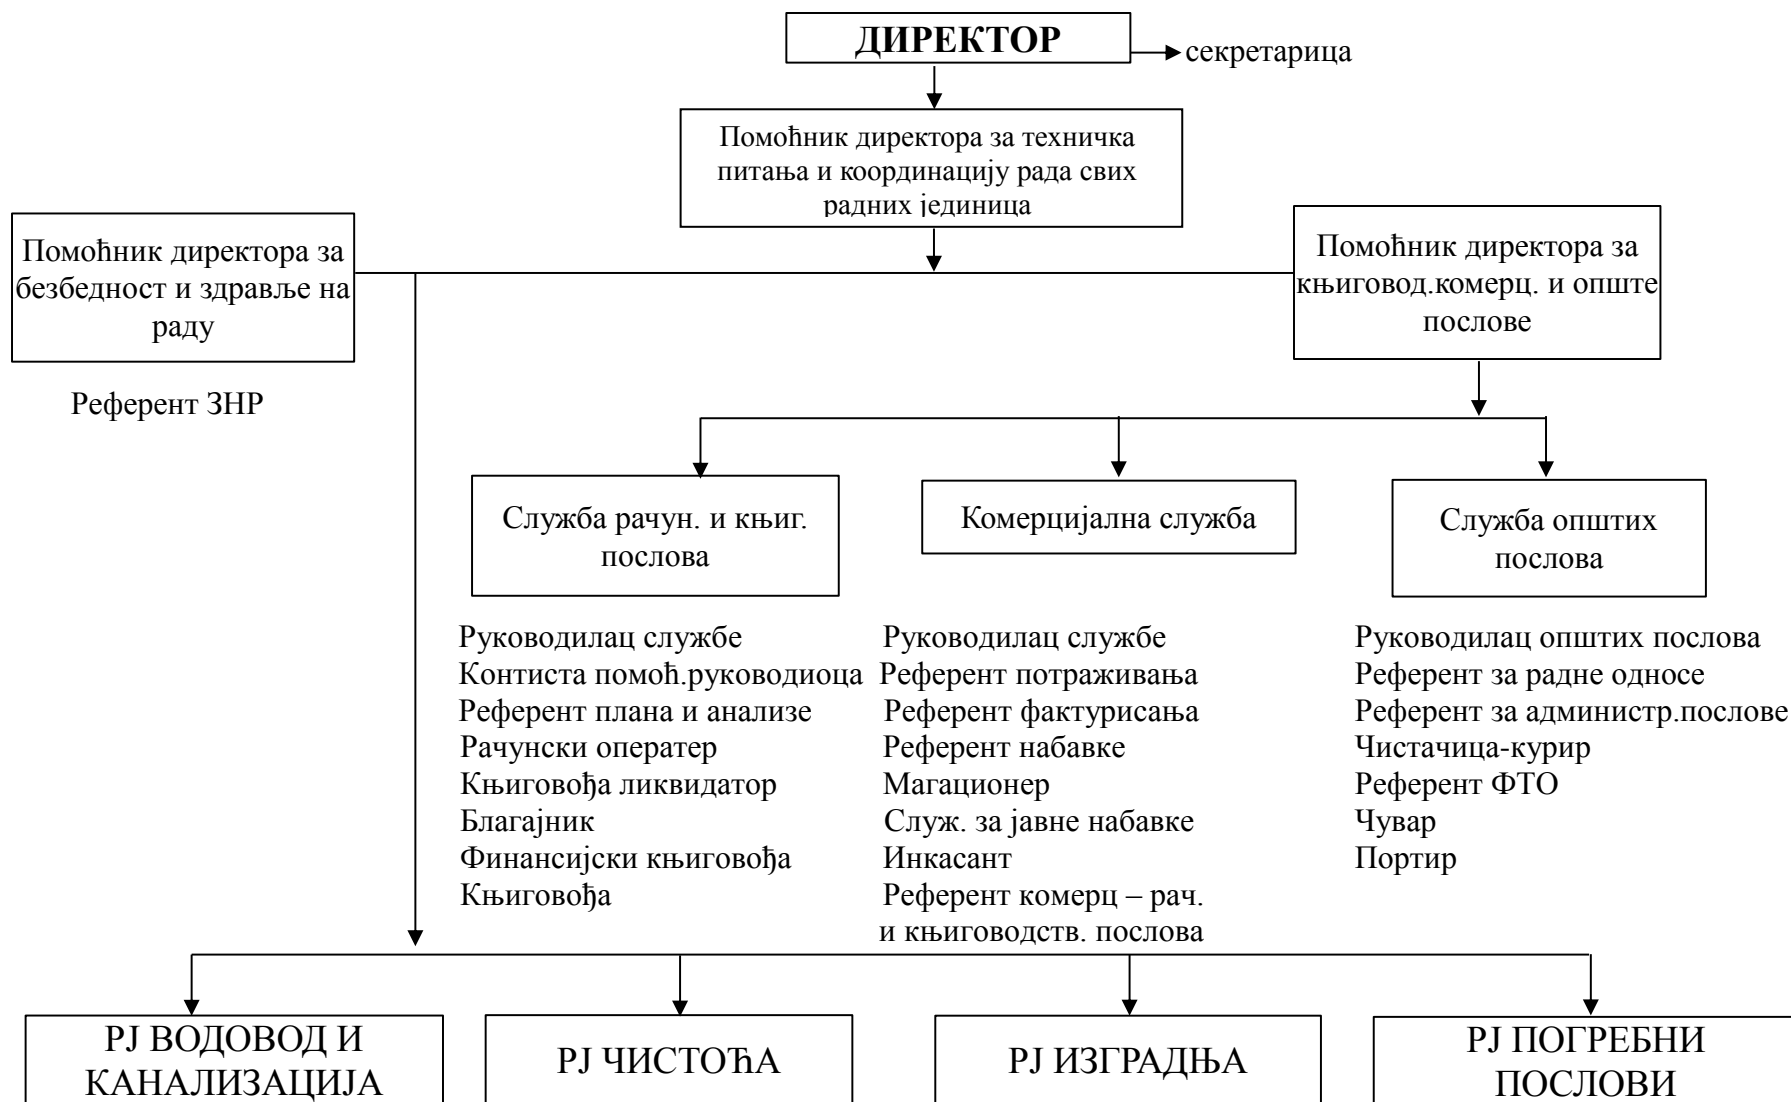 ДИРЕКТОР
секретарица
Помоћник директора за техничка
питања и координацију рада свих
радних јединица
Помоћник директора за
безбедност и здравље на
раду
Помоћник директора за
књиговод.комерц. и опште
послове
Референт ЗНР
Служба рачун. и књиг.
послова
Комерцијална служба
Служба општих
послова
Руководилац службе
Контиста помоћ.руководиоца
Референт плана и анализе
Рачунски оператер
Књиговођа ликвидатор
Благајник
Финансијски књиговођа
Књиговођа
Руководилац службе
Референт потраживања
Референт фактурисања
Референт набавке
Магационер
Служ. за јавне набавке
Инкасант
Референт комерц – рач.
и књиговодств. послова
Руководилац општих послова
Референт за радне односе
Референт за администр.послове
Чистачица-курир
Референт ФТО
Чувар
Портир
РЈ ВОДОВОД И
КАНАЛИЗАЦИЈА
РЈ ЧИСТОЋА
РЈ ИЗГРАДЊА
РЈ ПОГРЕБНИ
ПОСЛОВИ